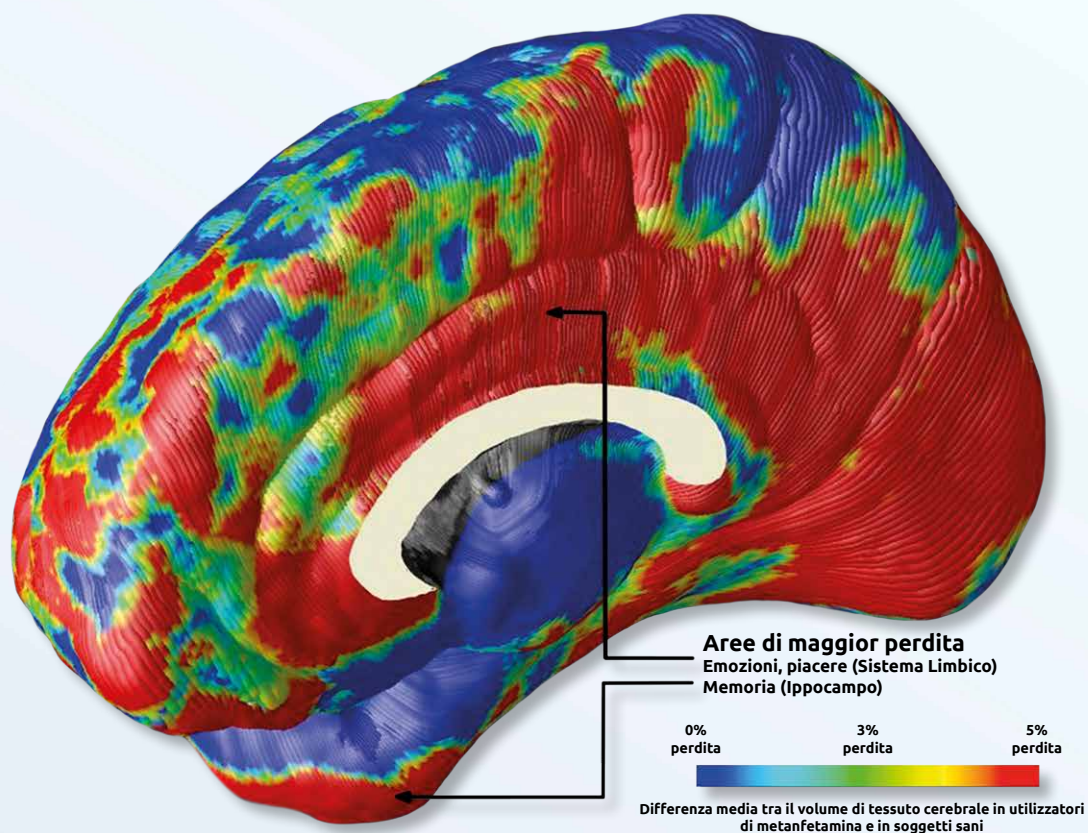 Aree di maggior perdita
Emozioni, piacere (Sistema Limbico)
Memoria (Ippocampo)
0% 3% 5%
perdita perdita perdita
Differenza media tra il volume di tessuto cerebrale in utilizzatori
di metanfetamina e in soggetti sani